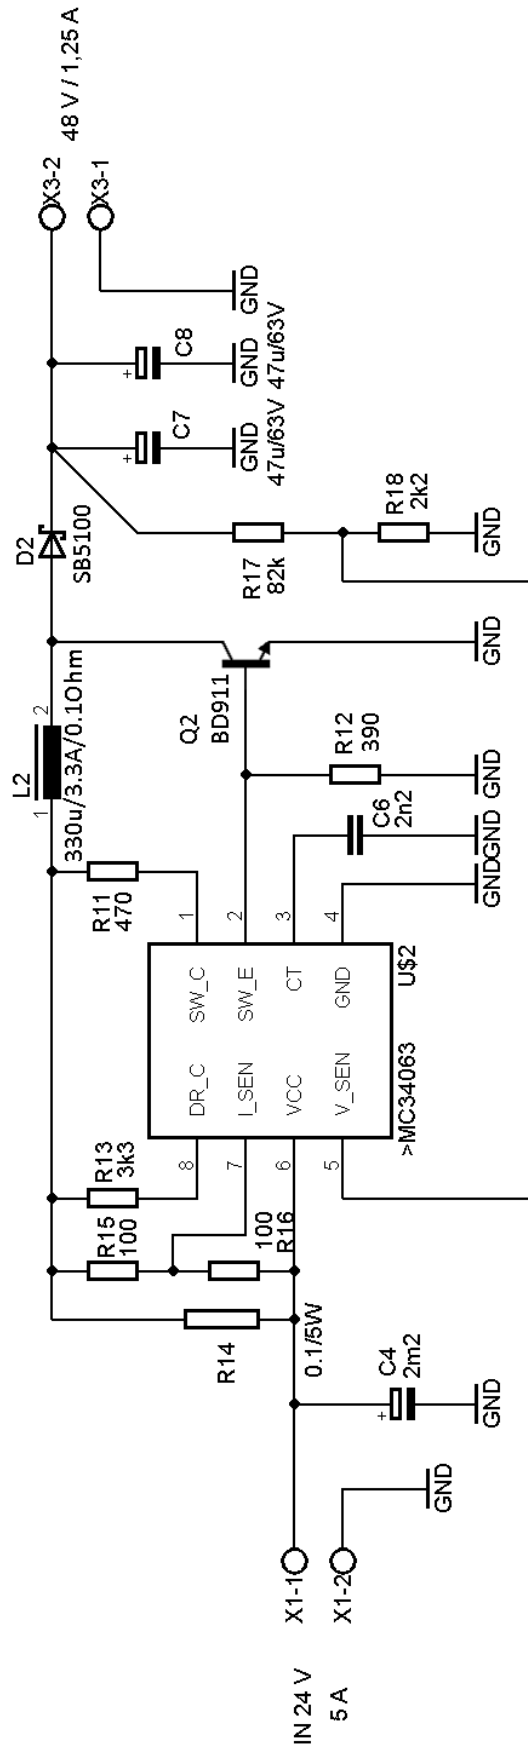 IN 24 V
5 A
X1-1
X1-2
GND
C4
2m2
GND
R14
0.1/5W
R15
100
100
R16
R13
3k3
8
7
6
5
DR_C
I_SEN
VCC
V_SEN
>MC34063
SW_C
SW_E
CT
GND
U$2
1
2
3
4
R11
470
GND
GND
C6
2n2
R12
390
GND
1
L2
2
330u/3.3A/0.1Ohm
Q2
BD911
GND
D2
SB5100
R17
82k
R18
2k2
GND
C7
GND
47u/63V
C8
GND
47u/63V
GND
X3-2
X3-1
48 V / 1,25 A